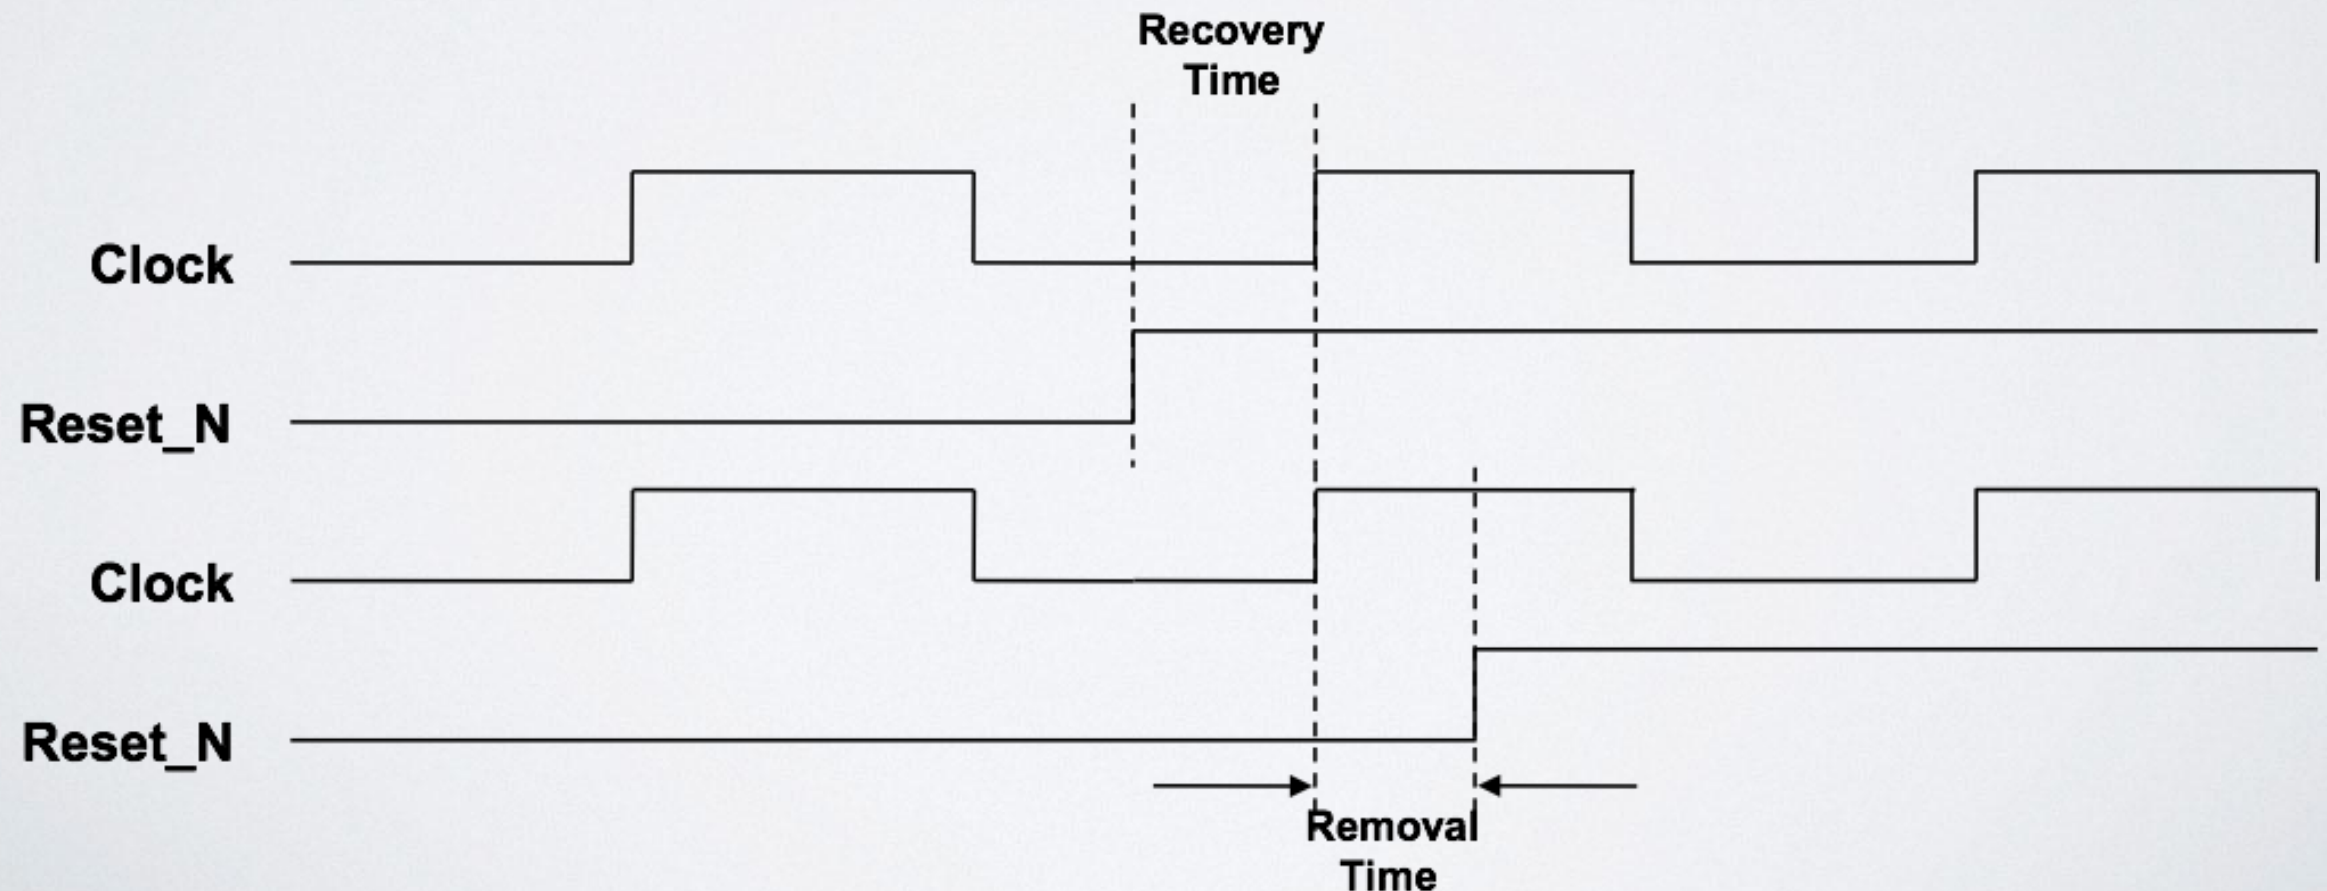 Recovery
Time
Clock
Reset_N
Clock
Reset_N
Removal
Time